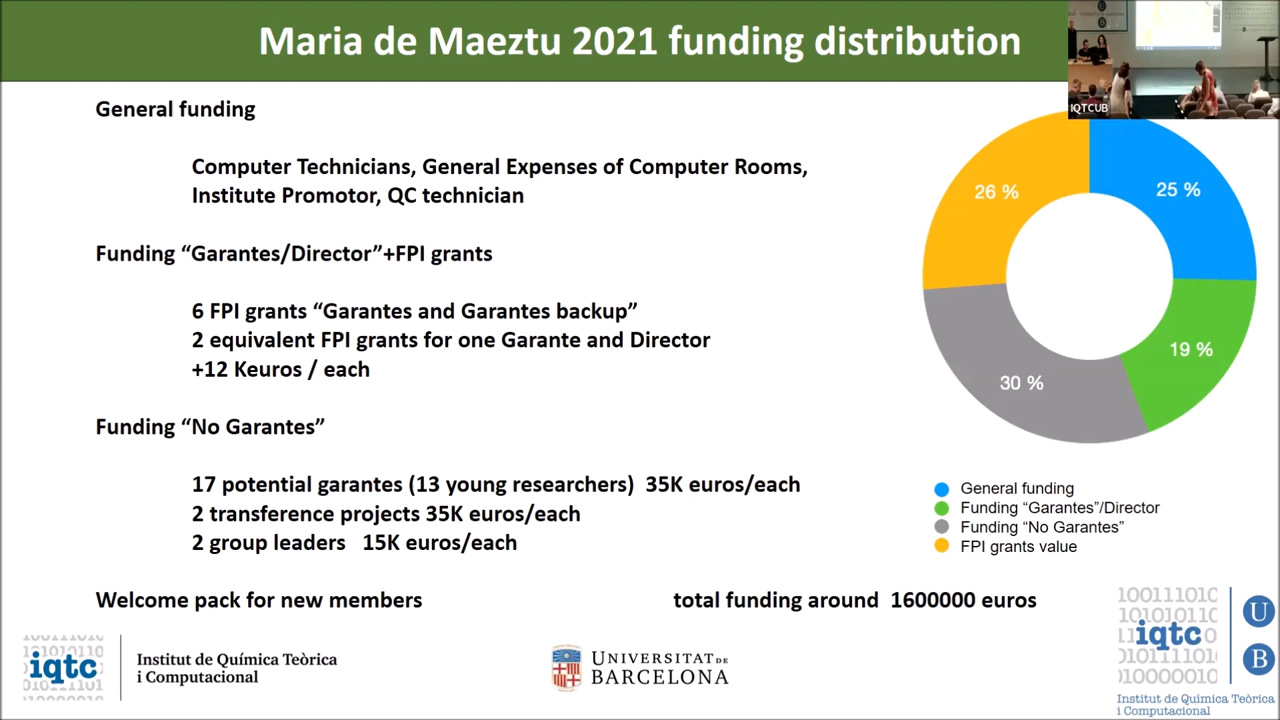 Maria de Maeztu 2021 funding distribution
IQTCUB
General funding
Computer Technicians, General Expenses of Computer Rooms,
Institute Promotor, QC technician
Funding “Garantes/Director”+FPI grants
6 FPI grants “Garantes and Garantes backup”
2 equivalent FPI grants for one Garante and Director
+12 Keuros / each
Funding “No Garantes”
17 potential garantes (13 young researchers) 35K euros/each
2 transference projects 35K euros/each
2 group leaders 15K euros/each
Welcome pack for new members
total funding around 1600000 euros
26 %
25 %
19 %
30 %
General funding
Funding “Garantes”/Director
Funding “No Garantes”
FPI grants value
iqtc
Institut de Química Teòrica
i Computacional
UNIVERSITAT DE
BARCELONA
iqtc
U
B
Institut de Química Teòrica
i Computacional